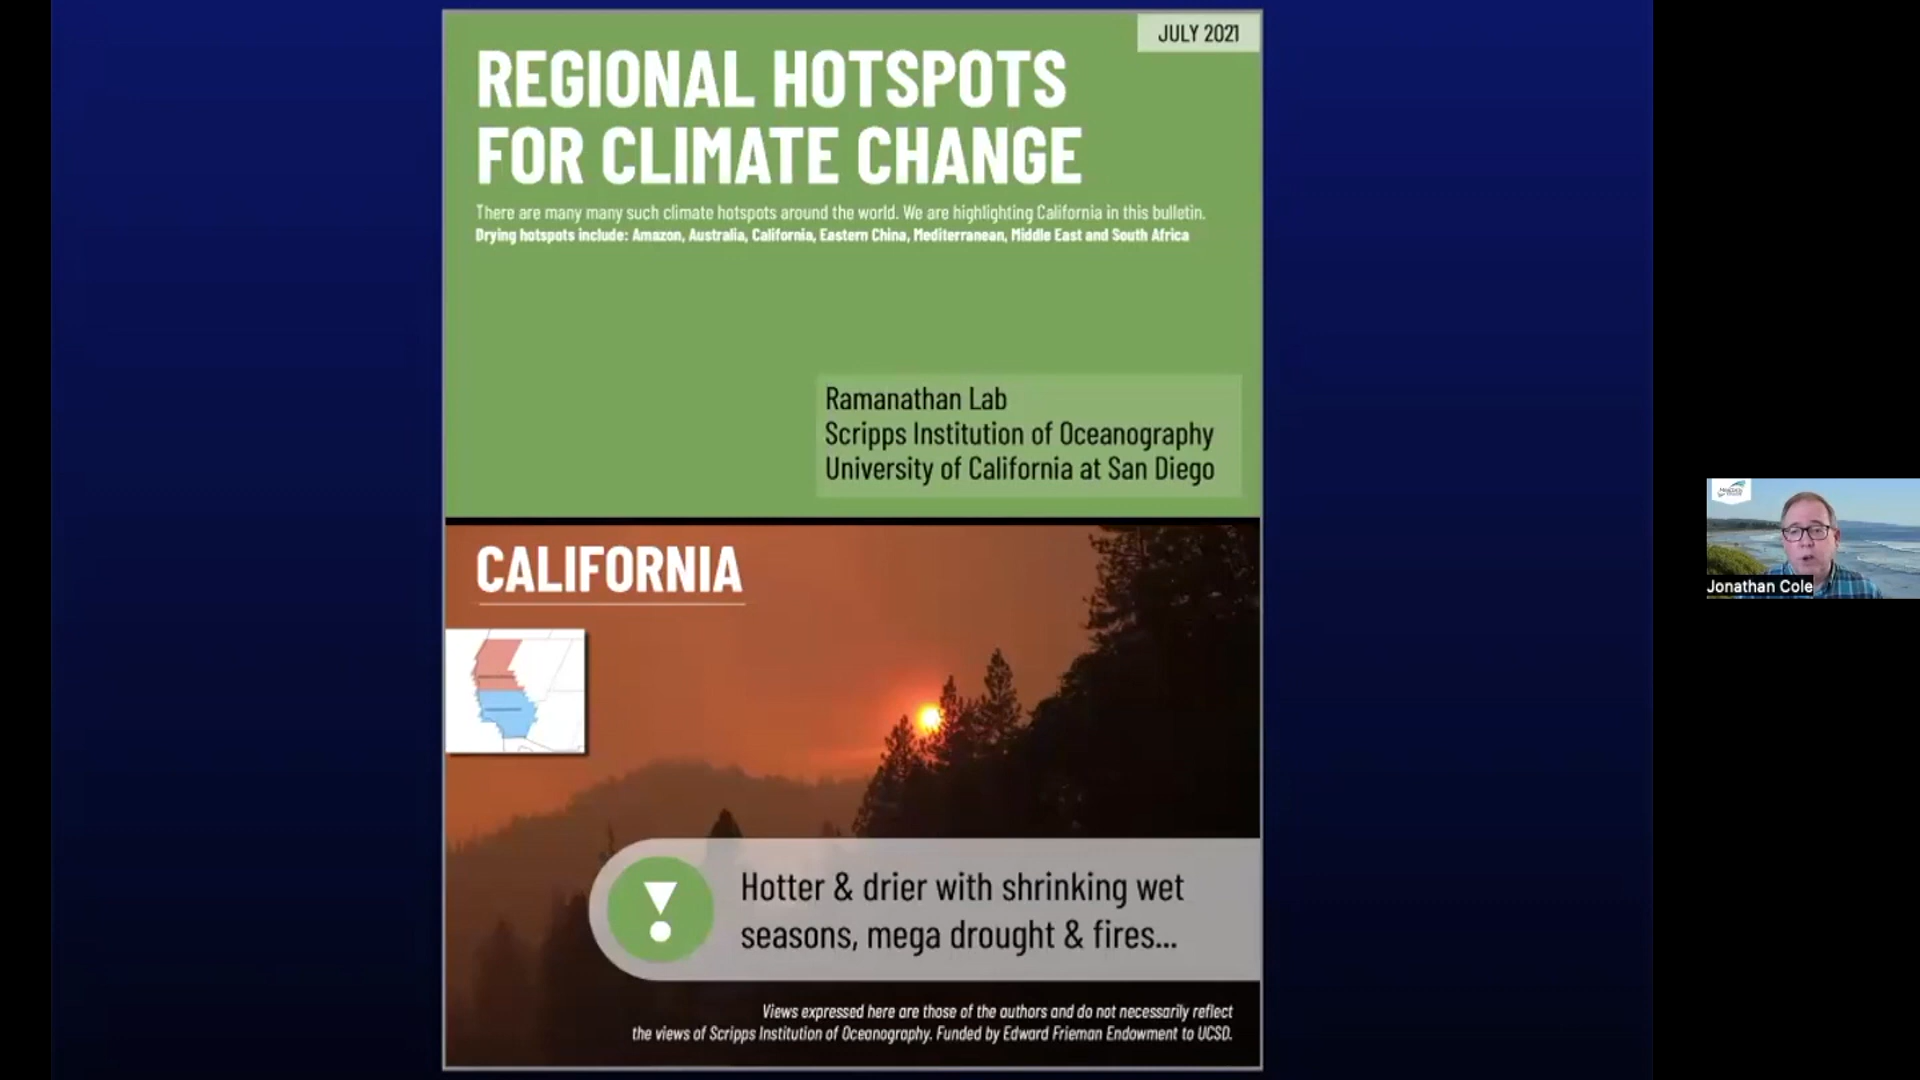 JULY 2021
REGIONAL HOTSPOTS
FOR CLIMATE CHANGE
There are many many such climate hotspots around the world. We are highlighting California in this bulletin.
Drying hotspots include: Amazon, Australia, California, Eastern China, Mediterranean, Middle East and South Africa
Ramanathan Lab
Scripps Institution of Oceanography
University of California at San Diego
CALIFORNIA
Hotter & drier with shrinking wet
seasons, mega drought & fires...
Views expressed here are those of the authors and do not necessarily reflect
the views of Scripps Institution of Oceanography. Funded by Edward Frieman Endowment to UCSD.
Jonathan Cole